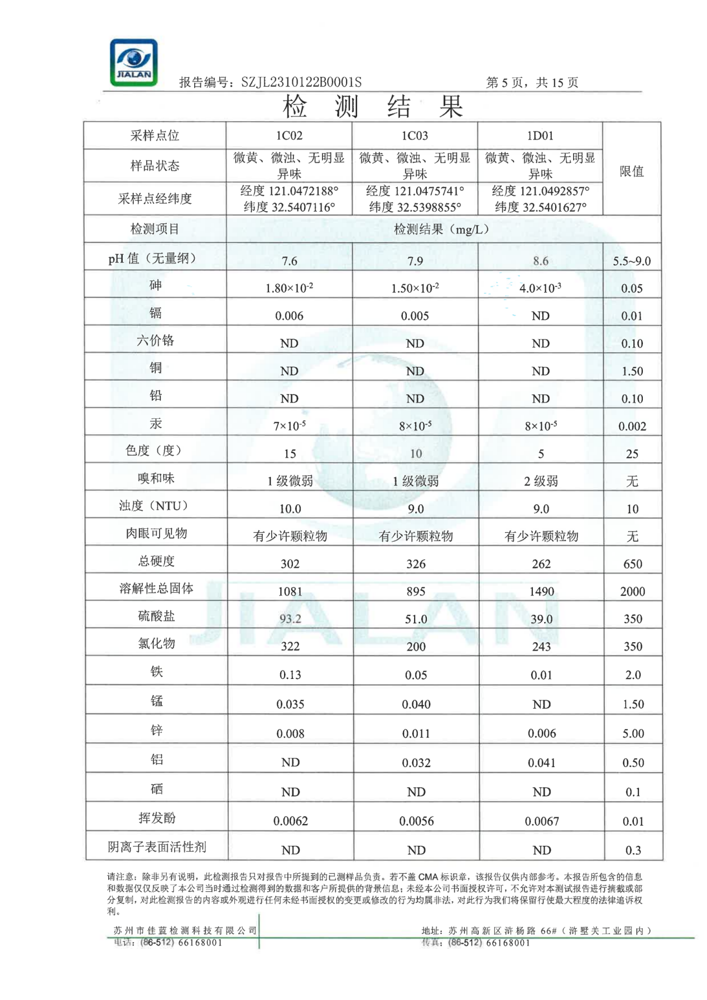 JIALAN
报告编号：SZJL2310122B0001S 第 5 页，共 15 页
检 测 结 果
采样点位 1C02 1C03 1D01 限值
样品状态 微黄、微浊、无明显异味 微黄、微浊、无明显异味 微黄、微浊、无明显异味
采样点经纬度 经度 121.0472188° 纬度 32.5407116° 经度 121.0475741° 纬度 32.5398855° 经度 121.0492857° 纬度 32.5401627°
检测项目 检测结果（mg/L）
pH 值（无量纲） 7.6 7.9 8.6 5.5~9.0
砷 1.80×10⁻² 1.50×10⁻² 4.0×10⁻³ 0.05
镉 0.006 0.005 ND 0.01
六价铬 ND ND ND 0.10
铜 ND ND ND 1.50
铅 ND ND ND 0.10
汞 7×10⁻⁵ 8×10⁻⁵ 8×10⁻⁵ 0.002
色度（度） 15 10 5 25
嗅和味 1 级微弱 1 级微弱 2 级弱 无
浊度（NTU） 10.0 9.0 9.0 10
肉眼可见物 有少许颗粒物 有少许颗粒物 有少许颗粒物 无
总硬度 302 326 262 650
溶解性总固体 1081 895 1490 2000
硫酸盐 93.2 51.0 39.0 350
氯化物 322 200 243 350
铁 0.13 0.05 0.01 2.0
锰 0.035 0.040 ND 1.50
锌 0.008 0.011 0.006 5.00
铝 ND 0.032 0.041 0.50
硒 ND ND ND 0.1
挥发酚 0.0062 0.0056 0.0067 0.01
阴离子表面活性剂 ND ND ND 0.3
JIALAN
请注意：除非另有说明，此检测报告只对报告中所提到的已测样品负责。若不盖 CMA 标识章，该报告仅供内部参考。本报告所包含的信息
和数据仅仅反映了本公司当时通过检测得到的数据和客户所提供的背景信息；未经本公司书面授权许可，不允许对本测试报告进行摘截或部
分复制，对此检测报告的内容或外观进行任何未经书面授权的变更或修改的行为均属非法，对此行为我们将保留行使最大程度的法律追诉权
利。
苏州市佳蓝检测科技有限公司 地址：苏州高新区浒杨路 66#（浒墅关工业园内）
电话：(86-512) 66168001 传真：(86-512) 66168001